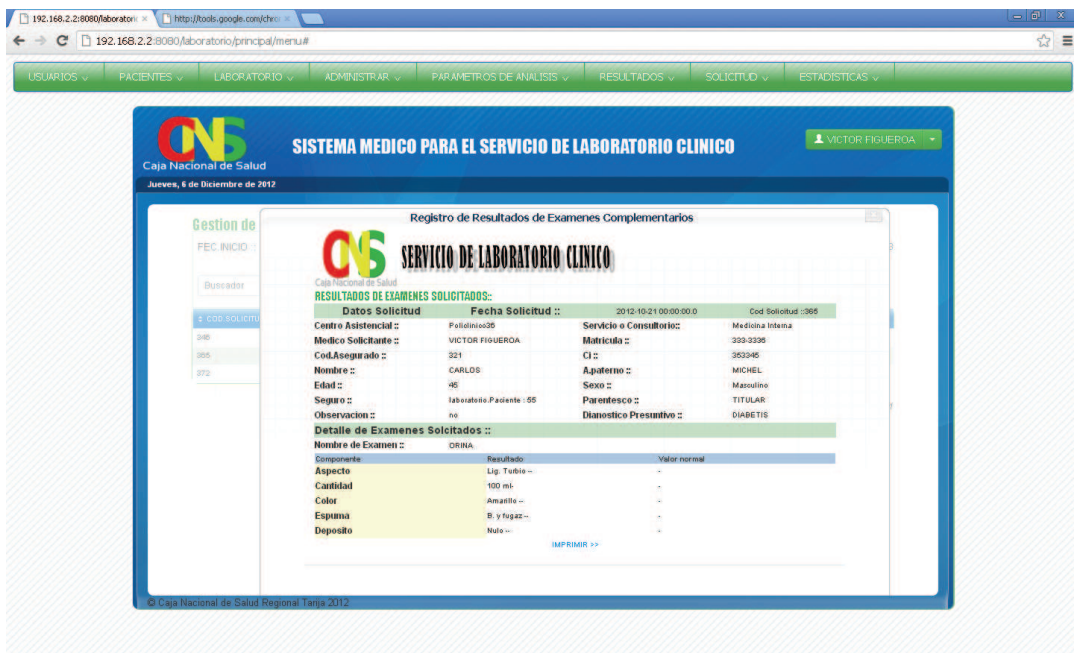 192.168.2.2:8080/laboratori
http://tools.google.com/chro
192.168.2.2:8080/laboratorio/principal/menu#
USUARIOS PACIENTES LABORATORIO ADMINISTRAR PARAMETROS DE ANALISIS RESULTADOS SOLICITUD ESTADISTICAS
CNS
Caja Nacional de Salud
SISTEMA MEDICO PARA EL SERVICIO DE LABORATORIO CLINICO
VICTOR FIGUEROA
Jueves, 6 de Diciembre de 2012
Gestion de
FEC.INICIO ::
Buscador
COD.SOLICITU
Registro de Resultados de Examenes Complementarios
CNS
Caja Nacional de Salud
SERVICIO DE LABORATORIO CLINICO
RESULTADOS DE EXAMENES SOLICITADOS::
Datos Solicitud Fecha Solicitud :: 2012-10-21 00:00:00.0 Cod Solicitud ::365
Centro Asistencial :: Policlinico35 Servicio o Consultorio:: Medicina Interna
Medico Solicitante :: VICTOR FIGUEROA Matricula :: 333-3335
Cod.Asegurado :: 321 Ci :: 353345
Nombre :: CARLOS A.paterno :: MICHEL
Edad :: 45 Sexo :: Masculino
Seguro :: laboratorio.Paciente : 55 Parentesco :: TITULAR
Observacion :: no Dianostico Presuntivo :: DIABETIS
Detalle de Examenes Solcitados ::
Nombre de Examen :: ORINA
Componente Resultado Valor normal
Aspecto Lig. Turbio -- -
Cantidad 100 ml- -
Color Amarillo -- -
Espuma B. y fugaz -- -
Deposito Nulo -- -
IMPRIMIR >>
© Caja Nacional de Salud Regional Tarija 2012